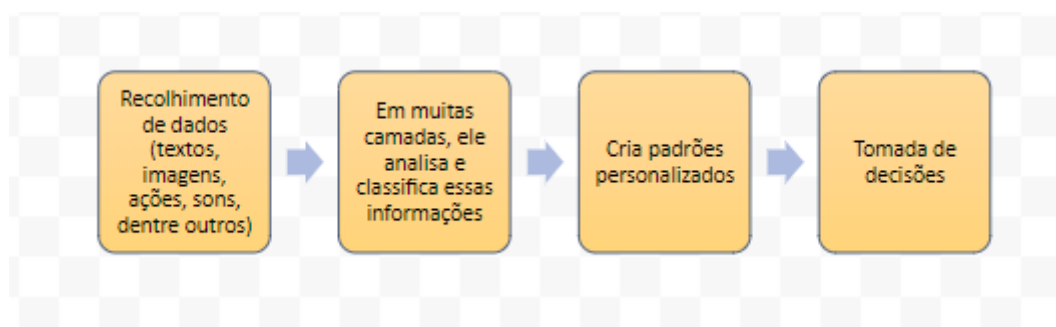 Recolhimento
de dados
(textos,
imagens,
ações, sons,
dentre outros)
Em muitas
camadas, ele
analisa e
classifica essas
informações
Cria padrões
personalizados
Tomada de
decisões